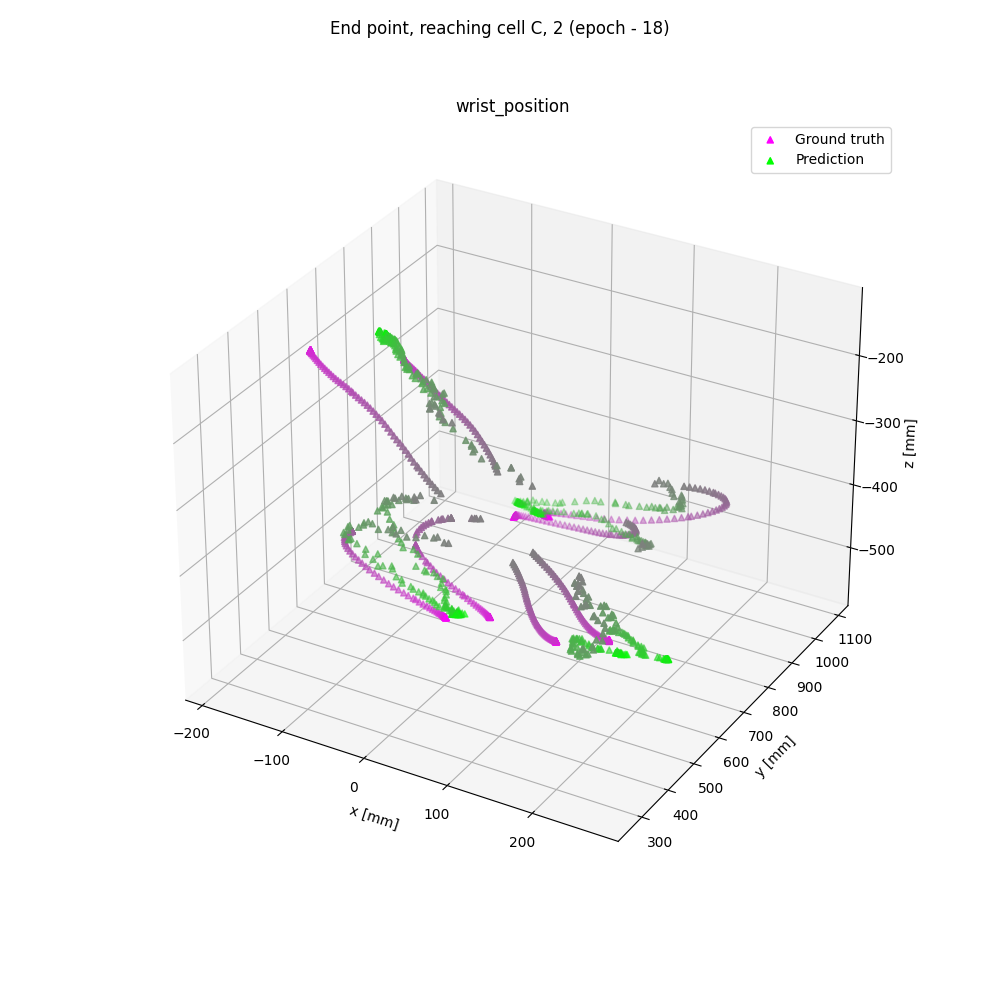 End point, reaching cell C, 2 (epoch - 18)
wrist_position
Ground truth
Prediction
−200
−300
−400
−500
z [mm]
1100
1000
900
800
700
600
500
400
300
y [mm]
−200
−100
0
100
200
x [mm]